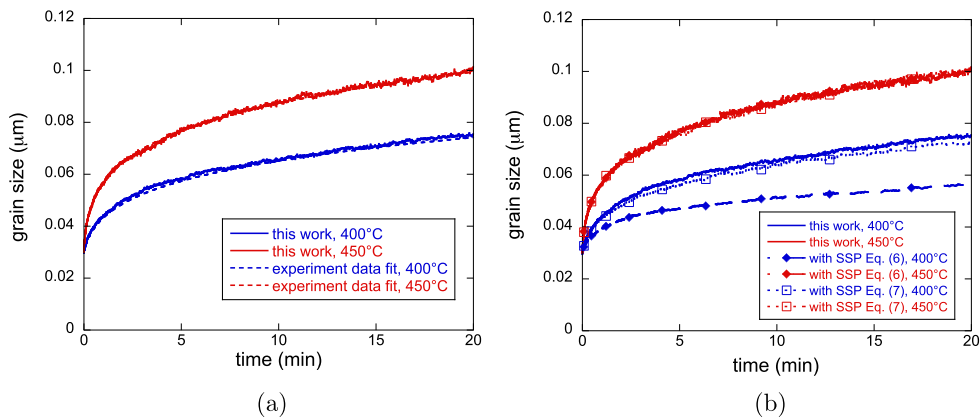 0.12
0.1
0.08
0.06
0.04
0.02
0
grain size (μm)
this work, 400°C
this work, 450°C
experiment data fit, 400°C
experiment data fit, 450°C
0 5 10 15 20
time (min)
(a)
0.12
0.1
0.08
0.06
0.04
0.02
0
grain size (μm)
this work, 400°C
this work, 450°C
with SSP Eq. (6), 400°C
with SSP Eq. (6), 450°C
with SSP Eq. (7), 400°C
with SSP Eq. (7), 450°C
0 5 10 15 20
time (min)
(b)